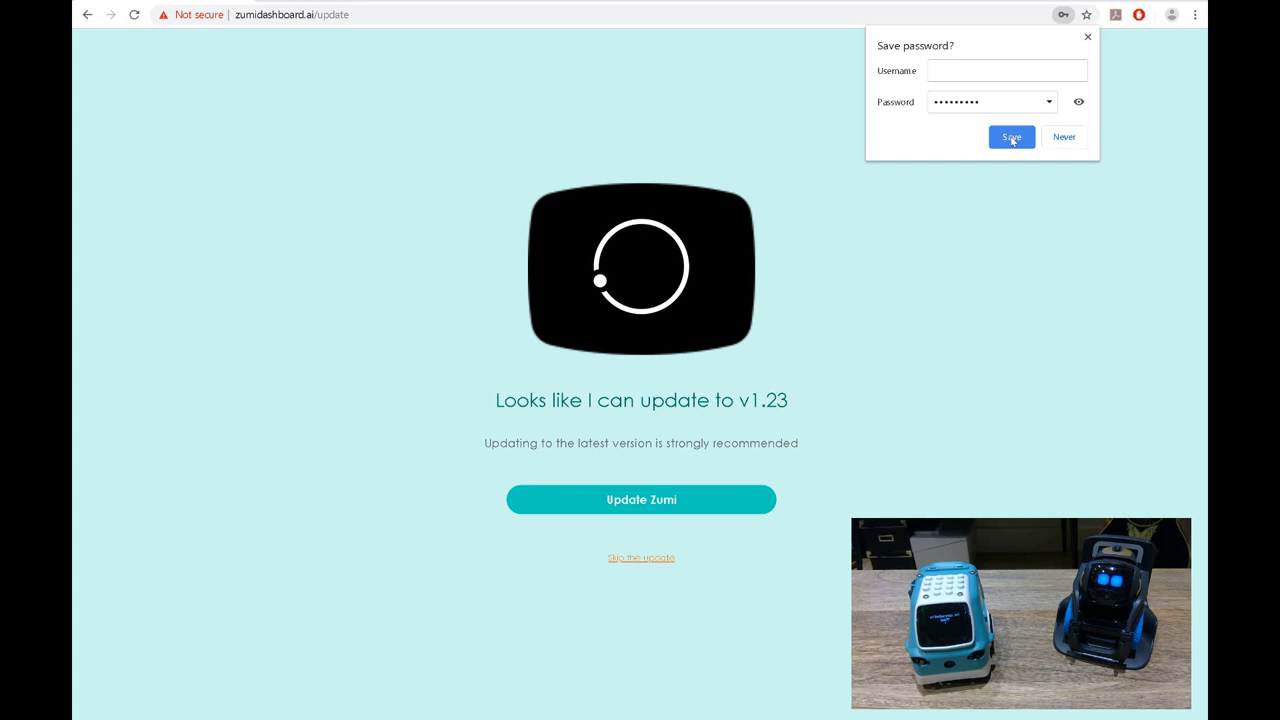 Not secure | zumidashboard.ai/update
Save password?
Username
Password •••••••••
Save Never
Looks like I can update to v1.23
Updating to the latest version is strongly recommended
Update Zumi
Skip the update